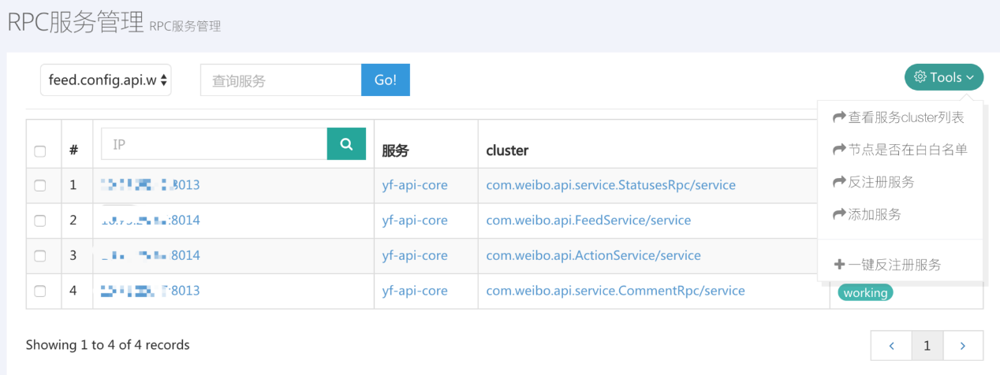 RPC服务管理 RPC服务管理
feed.config.api.w 查询服务 Go! Tools
查看服务cluster列表
节点是否在白白名单
反注册服务
添加服务
一键反注册服务
# IP 服务 cluster
1 8013 yf-api-core com.weibo.api.service.StatusesRpc/service
2 :8014 yf-api-core com.weibo.api.FeedService/service
3 8014 yf-api-core com.weibo.api.ActionService/service
4 :8013 yf-api-core com.weibo.api.service.CommentRpc/service working
Showing 1 to 4 of 4 records
1